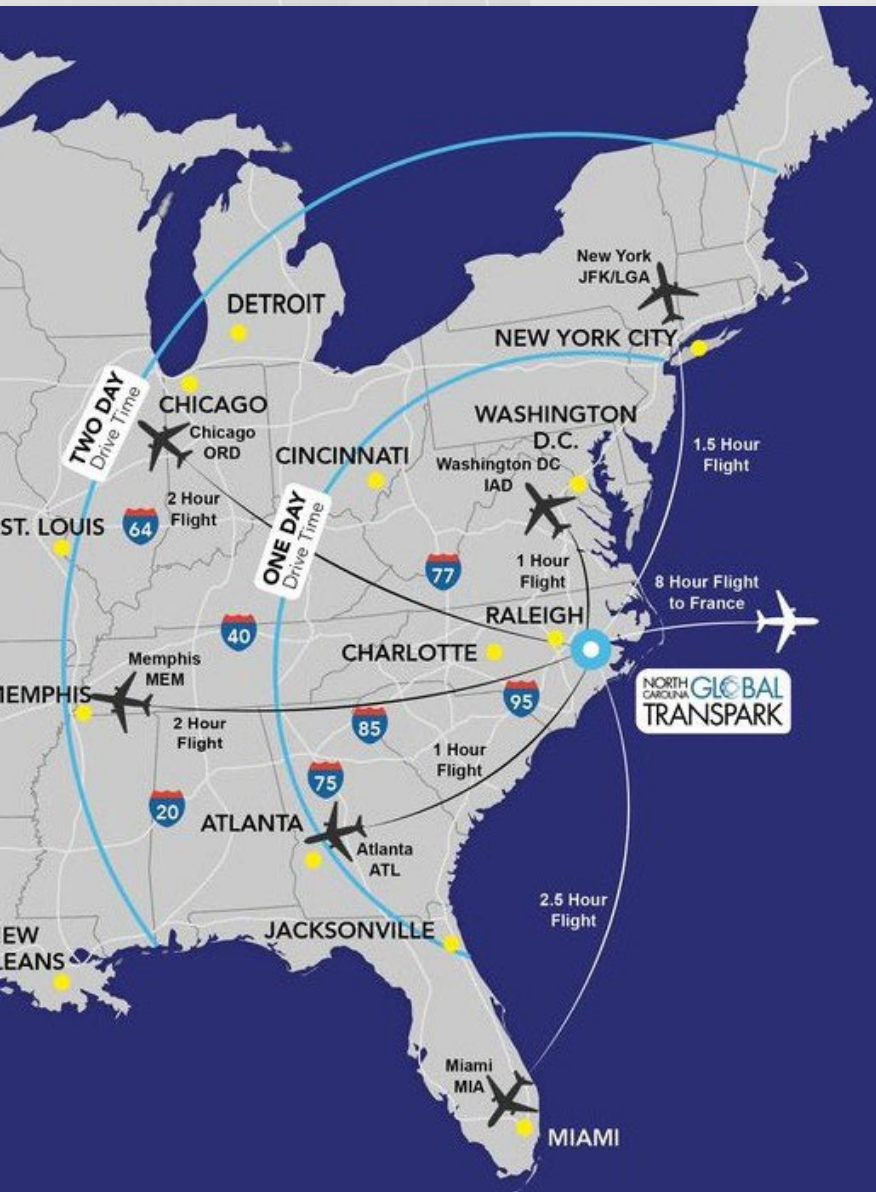 New York
JFK/LGA
DETROIT
NEW YORK CITY
TWO DAY
Drive Time
CHICAGO
Chicago
ORD
WASHINGTON
D.C.
Washington DC
IAD
1.5 Hour
Flight
CINCINNATI
2 Hour
Flight
64
ST. LOUIS
ONE DAY
Drive Time
77
1 Hour
Flight
8 Hour Flight
to France
RALEIGH
40
CHARLOTTE
Memphis
MEM
MEMPHIS
2 Hour
Flight
95
NORTH
CAROLINA
GLOBAL
TRANSPARK
85
1 Hour
Flight
75
20
ATLANTA
Atlanta
ATL
2.5 Hour
Flight
JACKSONVILLE
EW
LEANS
Miami
MIA
MIAMI